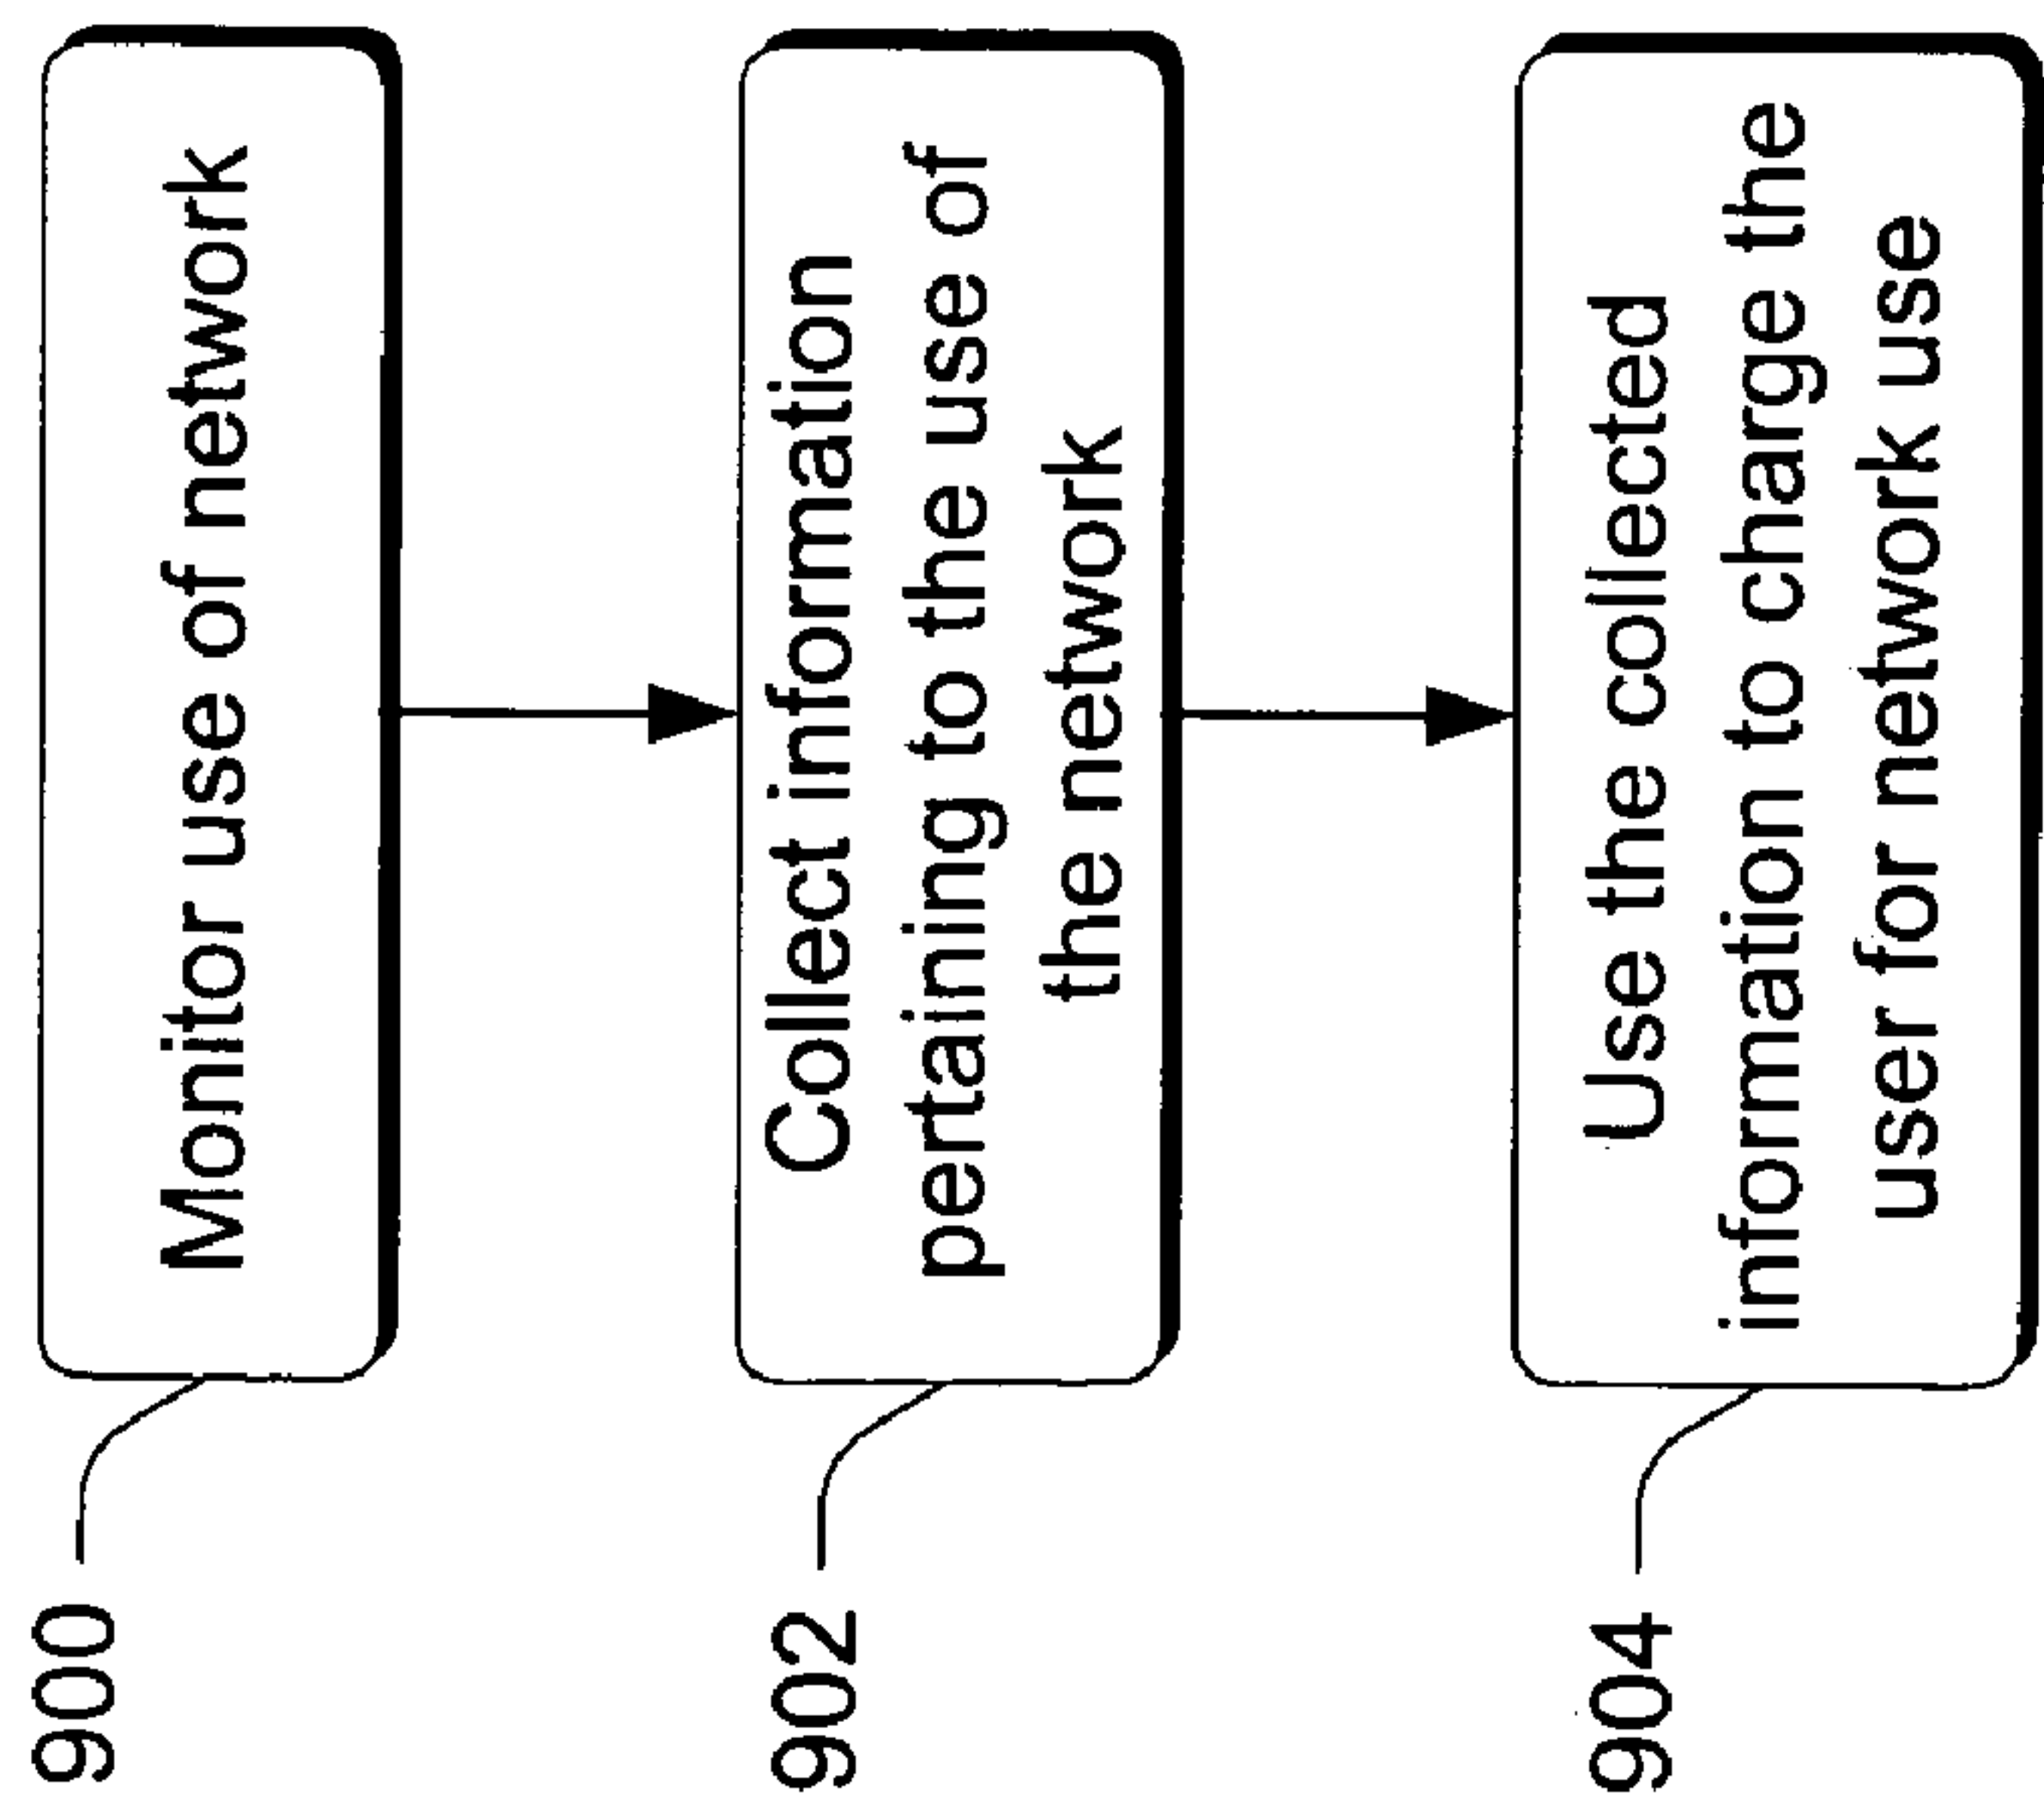 900
Monitor use of network
902
Collect information
pertaining to the use of
the network
904
Use the collected
information to charge the
user for network use